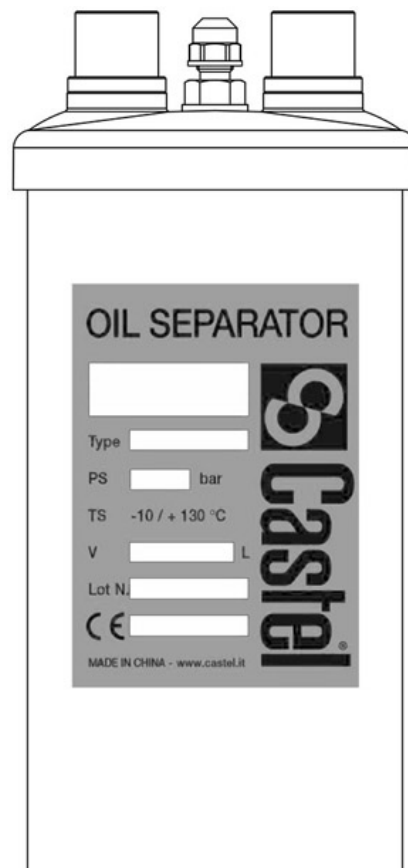 OIL SEPARATOR
Type
PS bar
TS -10 / + 130 °C
V L
Lot N.
CE
MADE IN CHINA - www.castel.it
Castel®